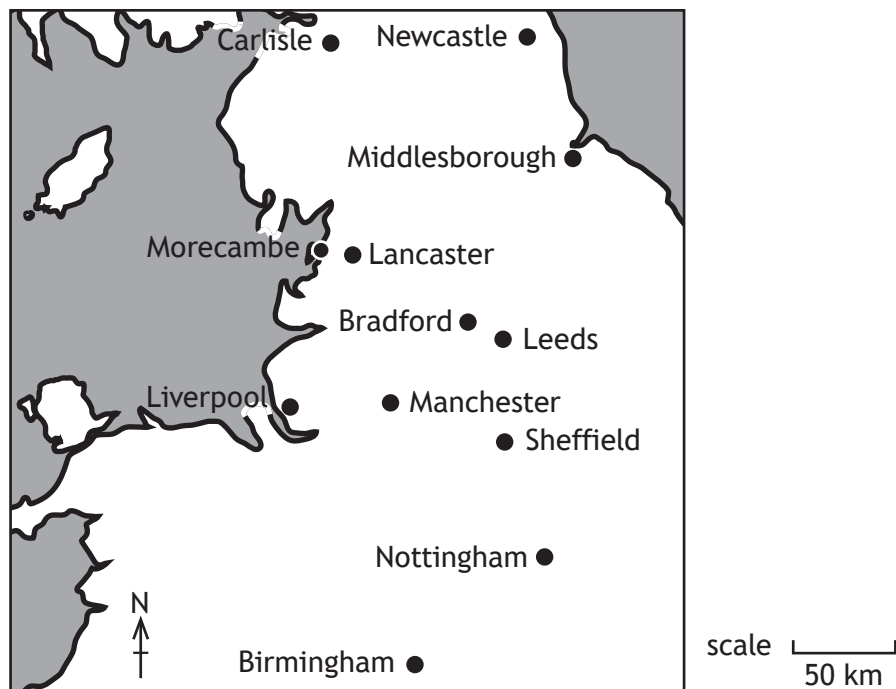 Carlisle
Newcastle
Middlesborough
Morecambe
Lancaster
Bradford
Leeds
Liverpool
Manchester
Sheffield
Nottingham
N
Birmingham
scale
50 km